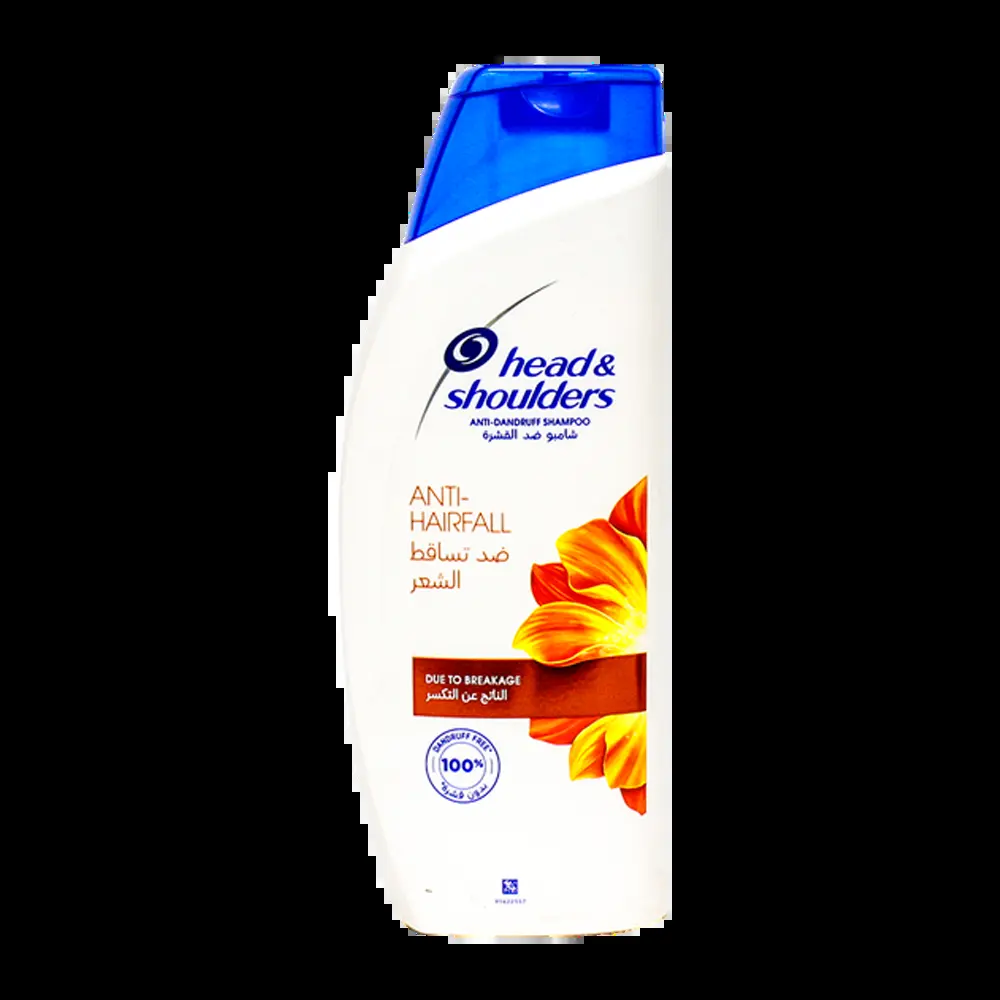 head &
shoulders
ANTI-DANDRUFF SHAMPOO
شامبو ضد القشرة
ANTI-
HAIRFALL
ضد تساقط
الشعر
DUE TO BREAKAGE
الناتج عن التكسر
DANDRUFF FREE*
100%
بدون قشرة*